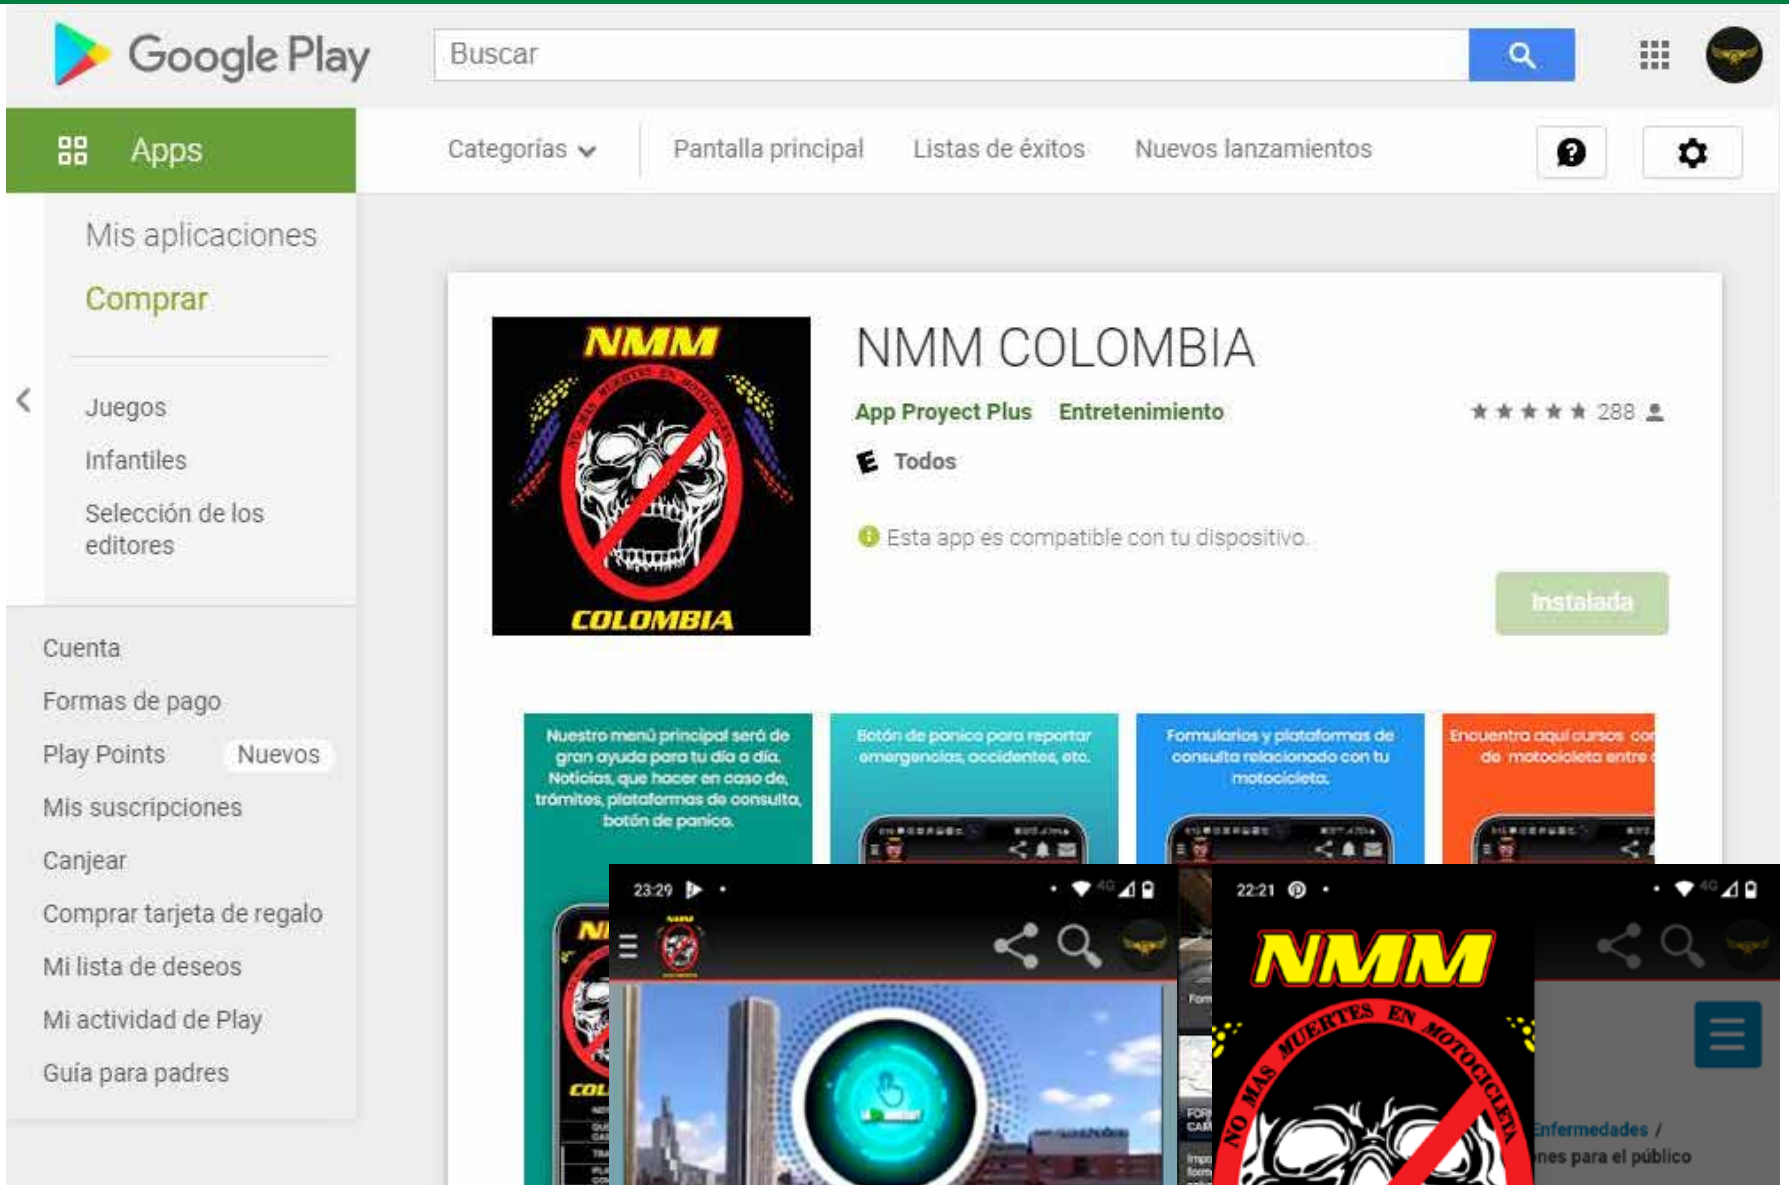 Google Play
Buscar
Apps
Categorías
Pantalla principal
Listas de éxitos
Nuevos lanzamientos
Mis aplicaciones
Comprar
Juegos
Infantiles
Selección de los
editores
Cuenta
Formas de pago
Play Points Nuevos
Mis suscripciones
Canjear
Comprar tarjeta de regalo
Mi lista de deseos
Mi actividad de Play
Guía para padres
NMM
NO MAS MUERTES EN MOTOCICLETA
COLOMBIA
NMM COLOMBIA
App Proyect Plus Entretenimiento
288
E Todos
Esta app es compatible con tu dispositivo.
Instalada
Nuestro menú principal será de
gran ayuda para tu día a día.
Noticias, que hacer en caso de,
trámites, plataformas de consulta,
botón de panico.
Botón de panico para reportar
emergencias, accidentes, etc.
Formularios y plataformas de
consulta relacionado con tu
motocicleta.
Encuentra aqui cursos
de motocicleta entre
23:29
4G
22:21
4G
NMM
NO MAS MUERTES EN MOTOCICLETA
Enfermedades /
para el público